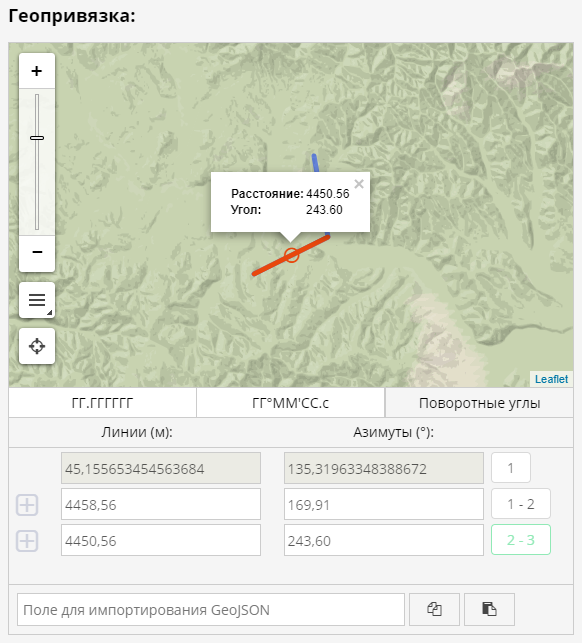 Геопривязка:
+
×
Расстояние: 4450.56
Угол: 243.60
−
Leaflet
ГГ.ГГГГГГ ГГ°ММ'СС.с Поворотные углы
Линии (м): Азимуты (°):
45,155653454563684 135,31963348388672 1
4458,56 169,91 1 - 2
4450,56 243,60 2 - 3
Поле для импортирования GeoJSON